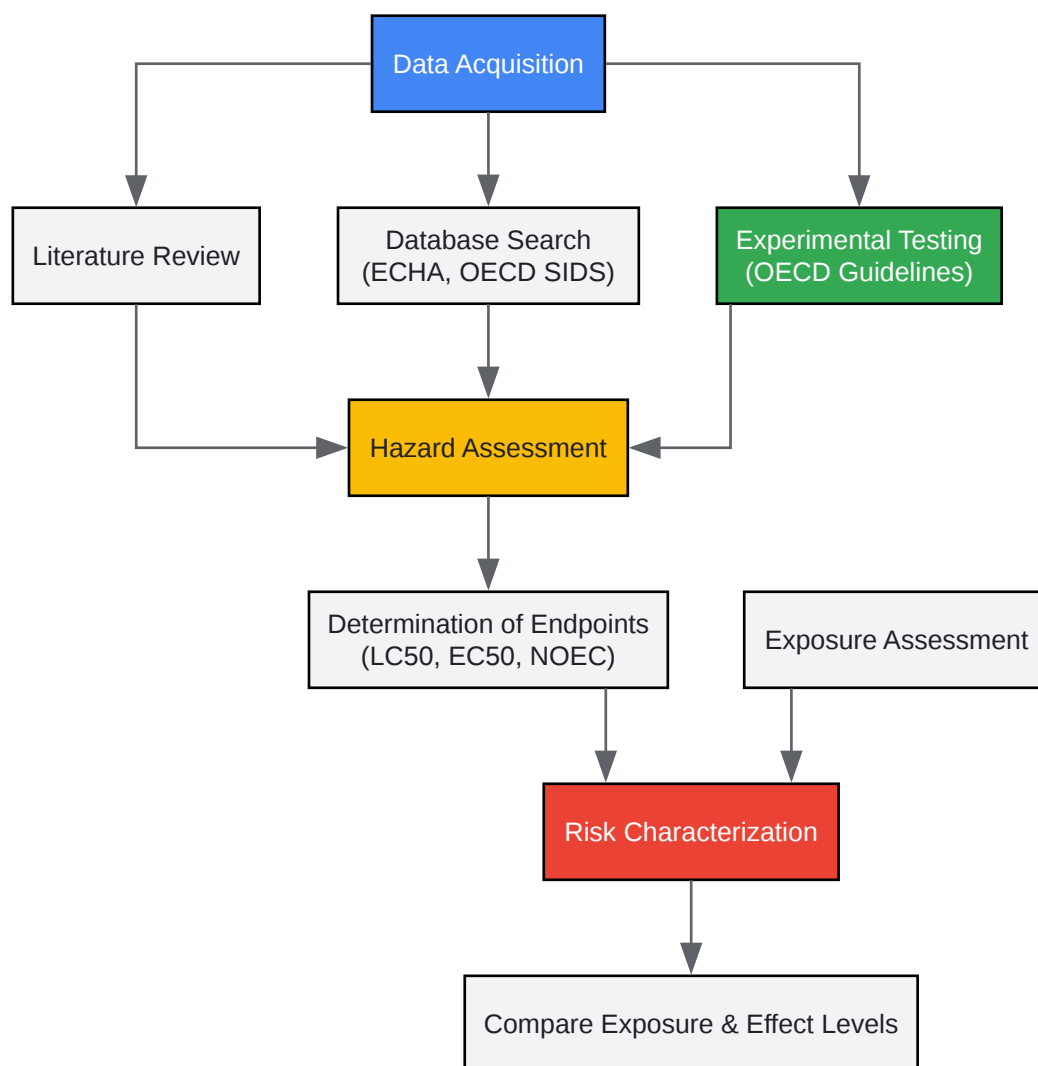 Data Acquisition
Literature Review
Database Search
(ECHA, OECD SIDS)
Experimental Testing
(OECD Guidelines)
Hazard Assessment
Determination of Endpoints
(LC50, EC50, NOEC)
Exposure Assessment
Risk Characterization
Compare Exposure & Effect Levels